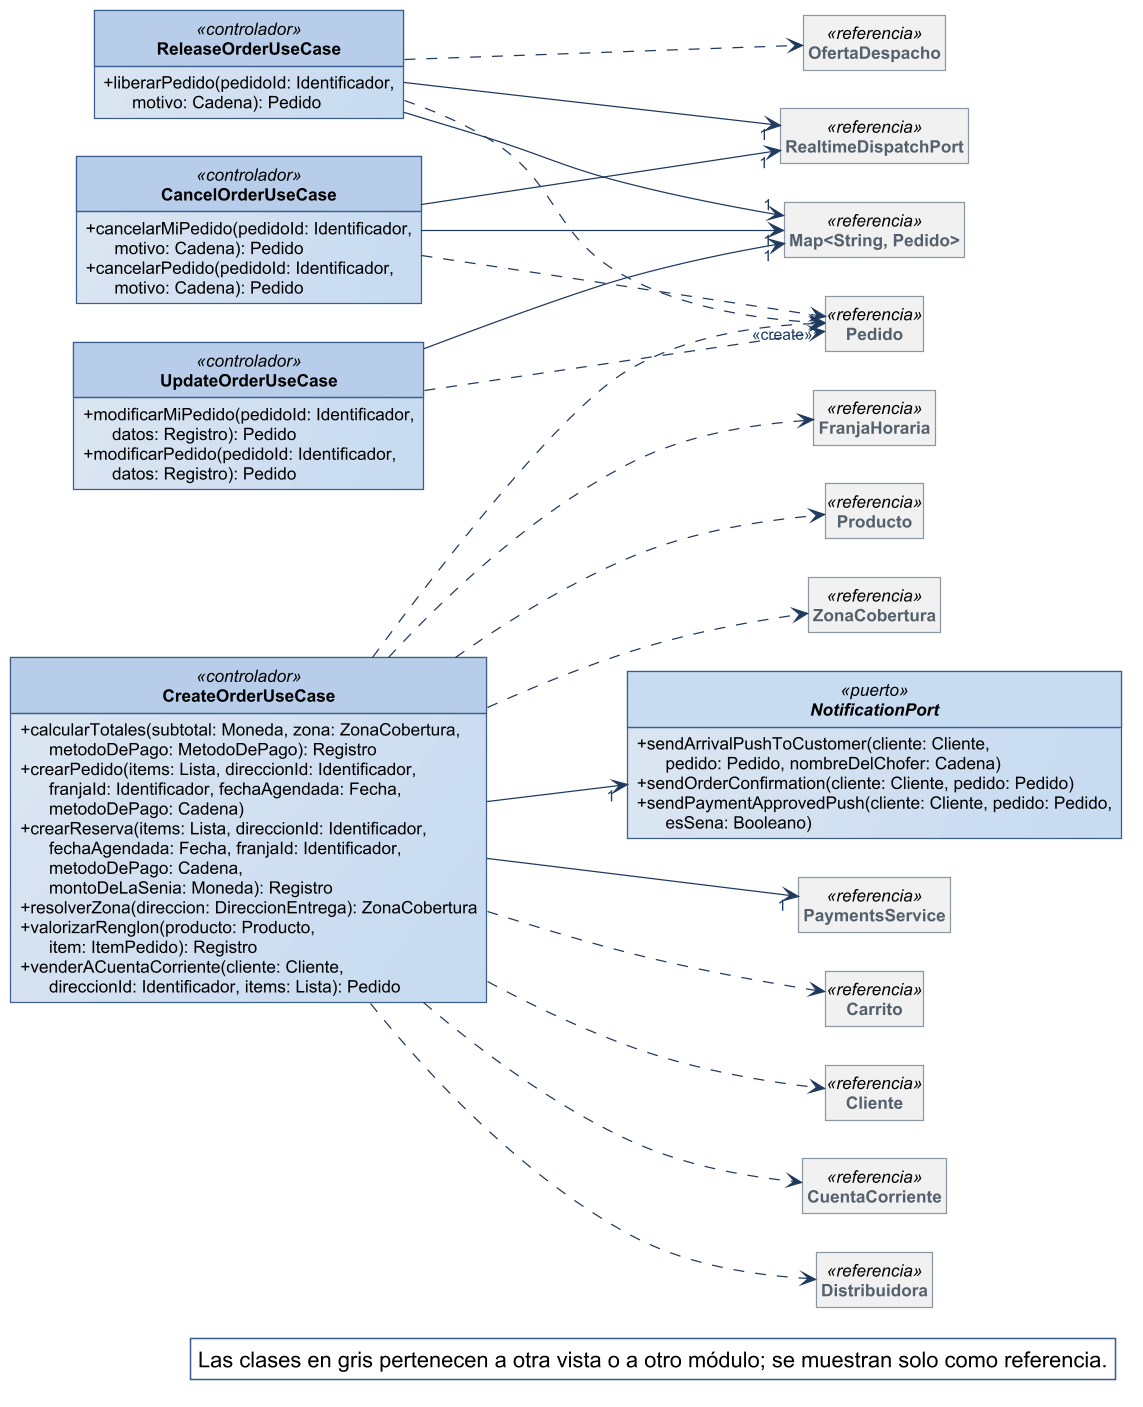 «controlador»
ReleaseOrderUseCase
+liberarPedido(pedidoId: Identificador,
motivo: Cadena): Pedido
«controlador»
CancelOrderUseCase
+cancelarMiPedido(pedidoId: Identificador,
motivo: Cadena): Pedido
+cancelarPedido(pedidoId: Identificador,
motivo: Cadena): Pedido
«controlador»
UpdateOrderUseCase
+modificarMiPedido(pedidoId: Identificador,
datos: Registro): Pedido
+modificarPedido(pedidoId: Identificador,
datos: Registro): Pedido
«controlador»
CreateOrderUseCase
+calcularTotales(subtotal: Moneda, zona: ZonaCobertura,
metodoDePago: MetodoDePago): Registro
+crearPedido(items: Lista, direccionId: Identificador,
franjaId: Identificador, fechaAgendada: Fecha,
metodoDePago: Cadena)
+crearReserva(items: Lista, direccionId: Identificador,
fechaAgendada: Fecha, franjaId: Identificador,
metodoDePago: Cadena,
montoDeLaSenia: Moneda): Registro
+resolverZona(direccion: DireccionEntrega): ZonaCobertura
+valorizarRenglon(producto: Producto,
item: ItemPedido): Registro
+venderACuentaCorriente(cliente: Cliente,
direccionId: Identificador, items: Lista): Pedido
«referencia»
OfertaDespacho
«referencia»
RealtimeDispatchPort
1
1
«referencia»
Map<String, Pedido>
1
1
1
«referencia»
Pedido
«create»
«referencia»
FranjaHoraria
«referencia»
Producto
«referencia»
ZonaCobertura
«puerto»
NotificationPort
+sendArrivalPushToCustomer(cliente: Cliente,
pedido: Pedido, nombreDelChofer: Cadena)
+sendOrderConfirmation(cliente: Cliente, pedido: Pedido)
+sendPaymentApprovedPush(cliente: Cliente, pedido: Pedido,
esSena: Booleano)
1
«referencia»
PaymentsService
1
«referencia»
Carrito
«referencia»
Cliente
«referencia»
CuentaCorriente
«referencia»
Distribuidora
Las clases en gris pertenecen a otra vista o a otro módulo; se muestran solo como referencia.